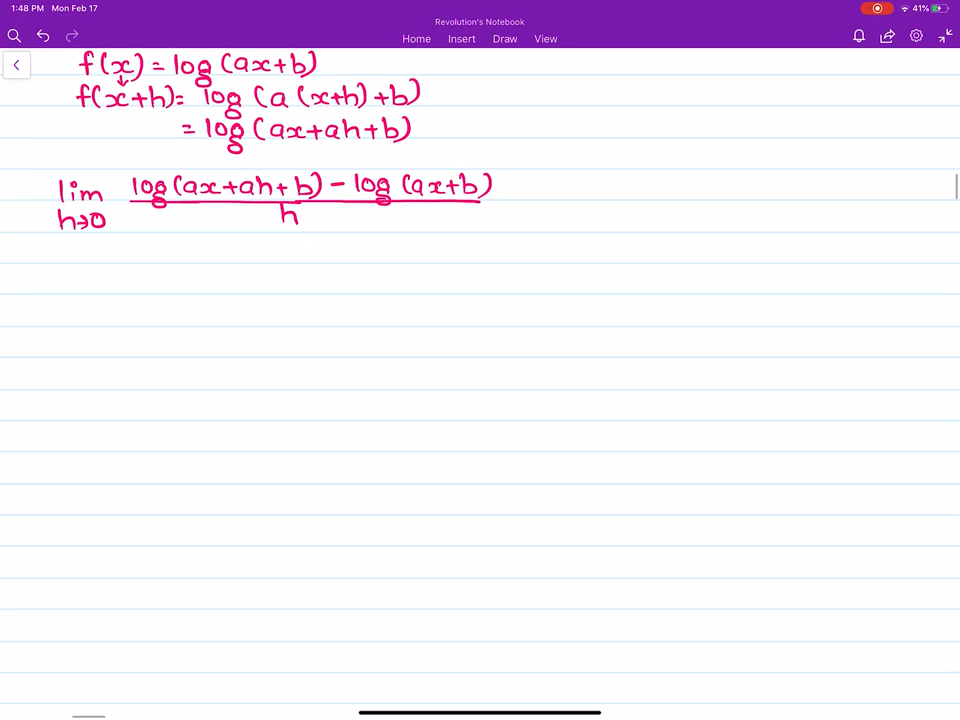 1:48 PM Mon Feb 17
41%
Revolution's Notebook
Home Insert Draw View
f(x) = log (ax+b)
f(x+h) = log (a (x+h) +b)
= log (ax+ah+b)
lim h→0 log (ax+ah+b) - log (ax+b)
h